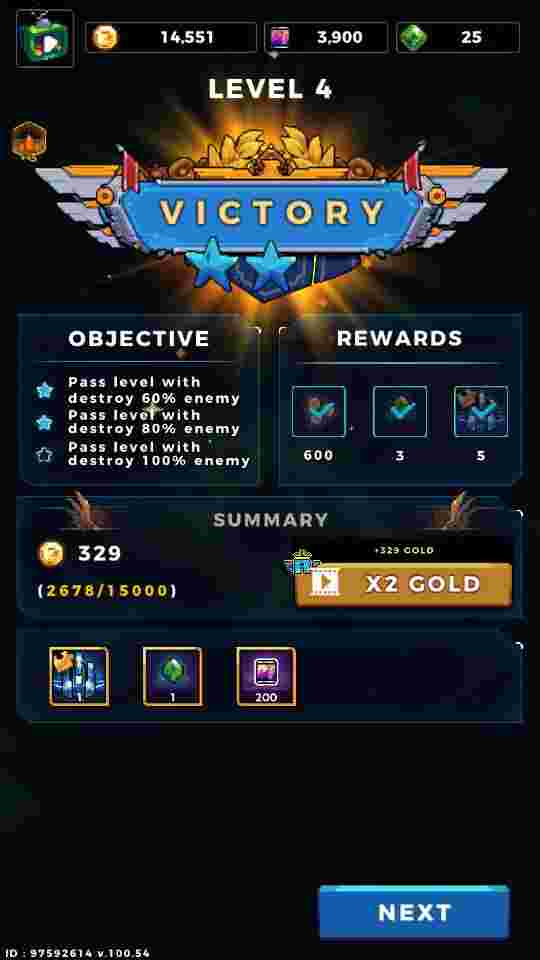 14,551
3,900
25
LEVEL 4
VICTORY
OBJECTIVE
Pass level with
destroy 60% enemy
Pass level with
destroy 80% enemy
Pass level with
destroy 100% enemy
REWARDS
600
3
5
SUMMARY
329
(2678/15000)
+329 GOLD
X2 GOLD
1
1
200
NEXT
ID : 97592614 v.100.54